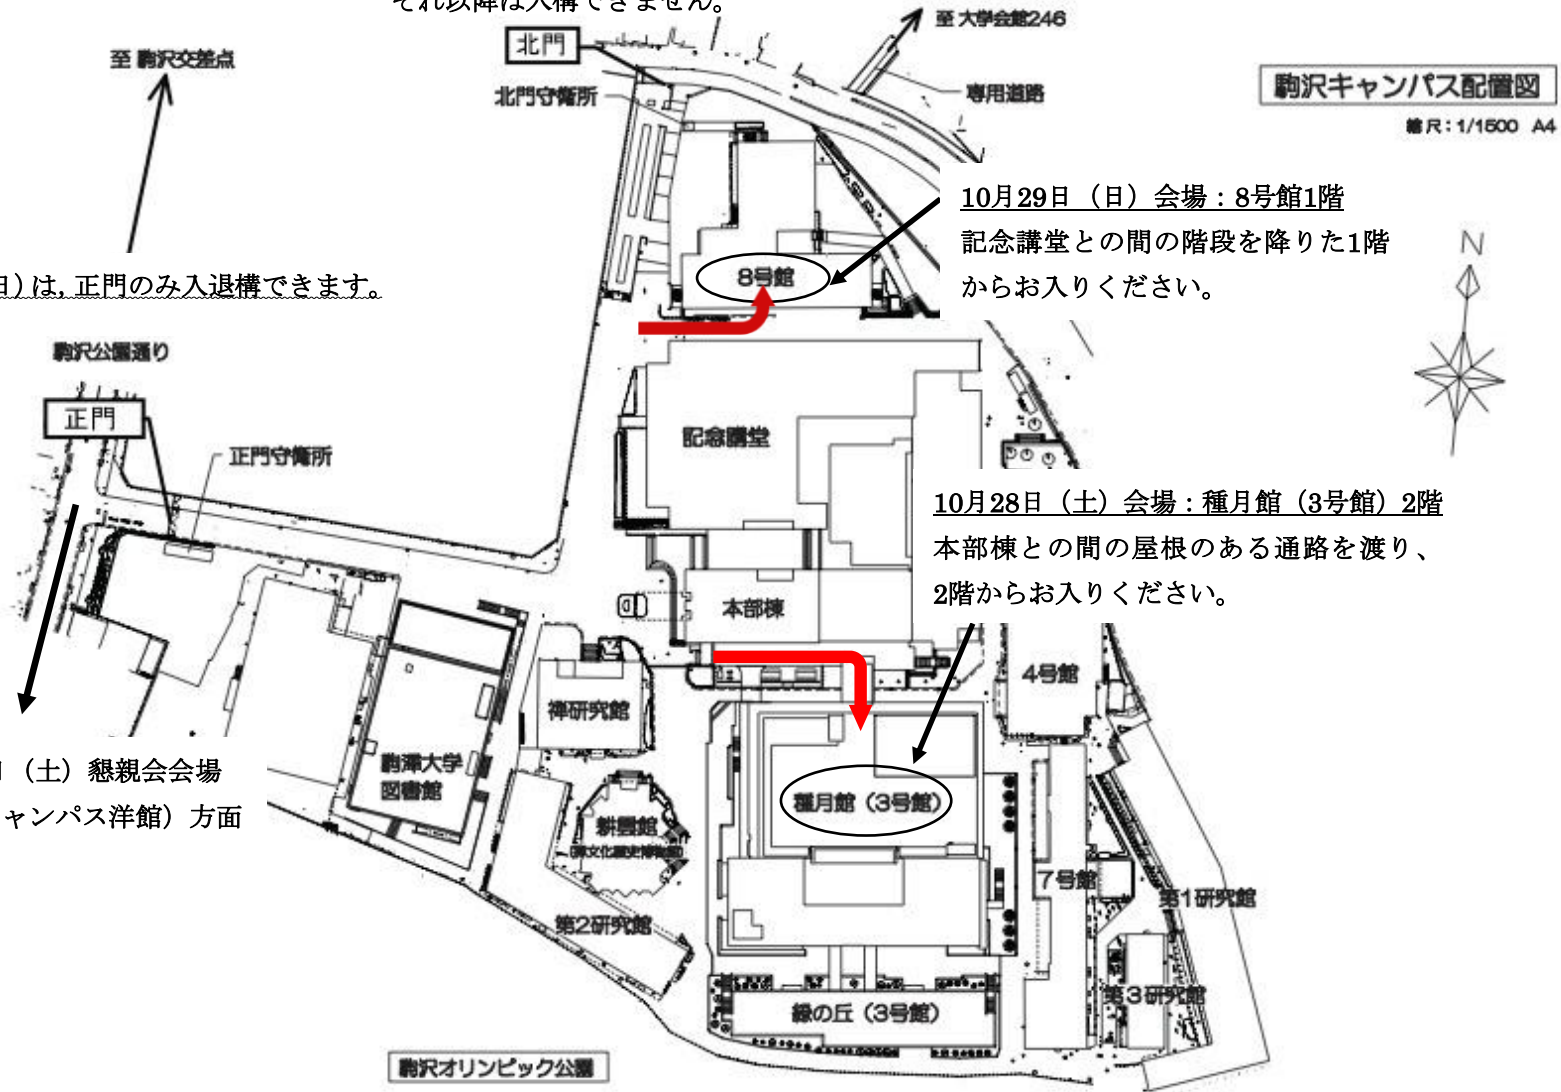 それ以降は入構できません。
至 大学会館246
北門
至 駒沢交差点
駒沢キャンパス配置図
北門守衛所
専用道路
縮尺：1/1500 A4
10月29日（日）会場：8号館1階
記念講堂との間の階段を降りた1階
からお入りください。
N
8号館
日）は，正門のみ入退構できます。
駒沢公園通り
正門
記念講堂
正門守衛所
10月28日（土）会場：種月館（3号館）2階
本部棟との間の屋根のある通路を渡り、
2階からお入りください。
本部棟
4号館
禅研究館
（土）懇親会会場
ャンパス洋館）方面
駒澤大学
図書館
種月館（3号館）
耕雲館
（禅文化歴史博物館）
7号館
第1研究館
第2研究館
第3研究館
緑の丘（3号館）
駒沢オリンピック公園